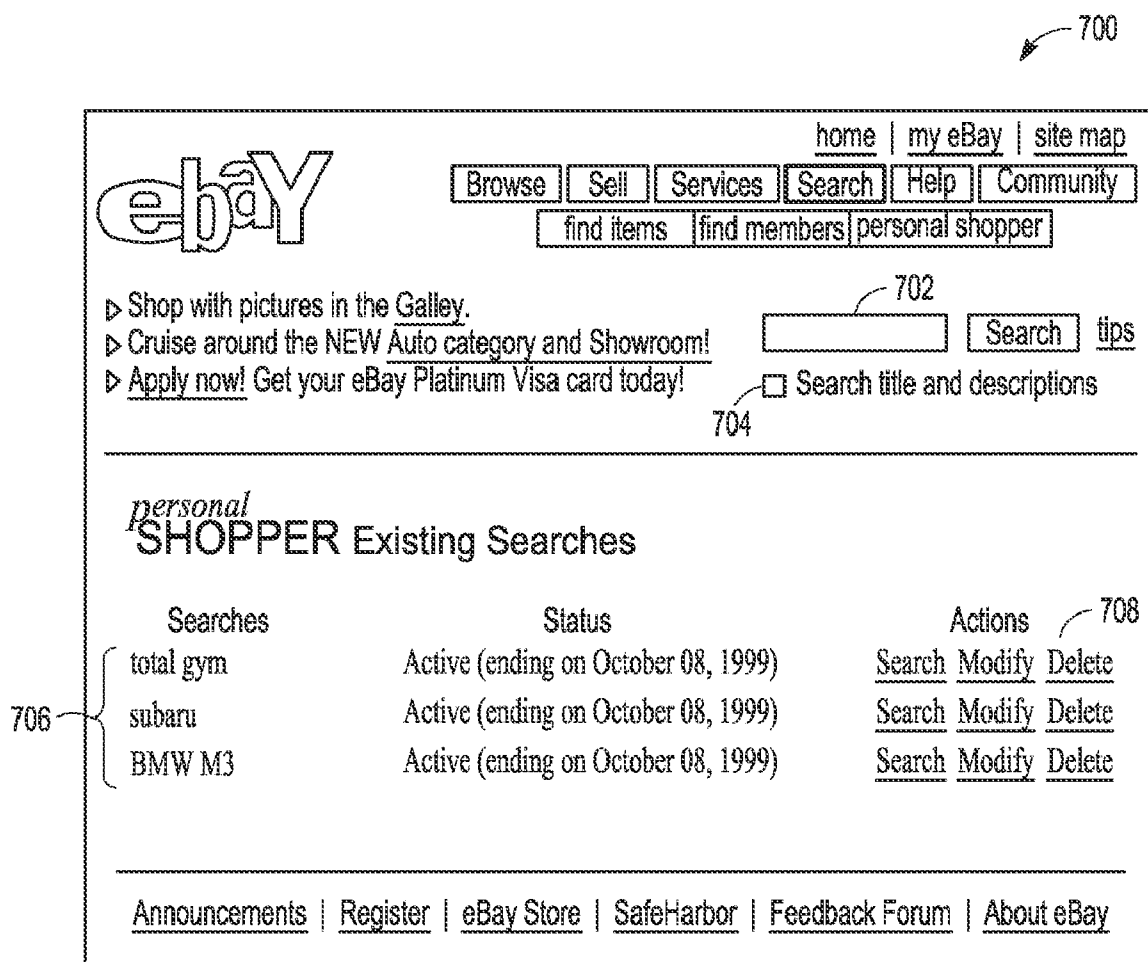 700
home | my eBay | site map
ebaY
Browse Sell Services Search Help Community
find items find members personal shopper
702
Shop with pictures in the Galley.
Cruise around the NEW Auto category and Showroom!
Search tips
Apply now! Get your eBay Platinum Visa card today!
Search title and descriptions
704
personal
SHOPPER Existing Searches
Searches Status Actions 708
total gym Active (ending on October 08, 1999) Search Modify Delete
706 subaru Active (ending on October 08, 1999) Search Modify Delete
BMW M3 Active (ending on October 08, 1999) Search Modify Delete
Announcements | Register | eBay Store | SafeHarbor | Feedback Forum | About eBay